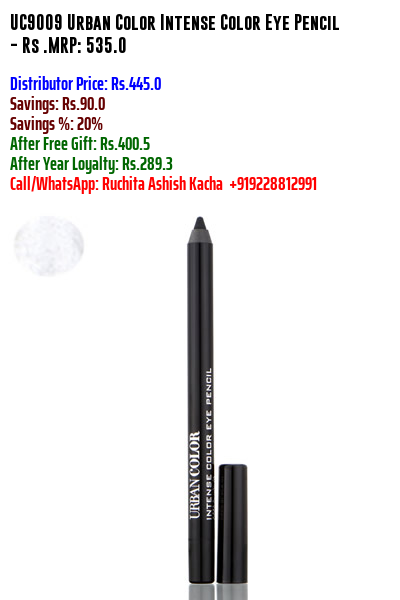 UC9009 Urban Color Intense Color Eye Pencil
- Rs .MRP: 535.0
Distributor Price: Rs.445.0
Savings: Rs.90.0
Savings %: 20%
After Free Gift: Rs.400.5
After Year Loyalty: Rs.289.3
Call/WhatsApp: Ruchita Ashish Kacha +919228812991
URBAN COLOR
INTENSE COLOR EYE PENCIL